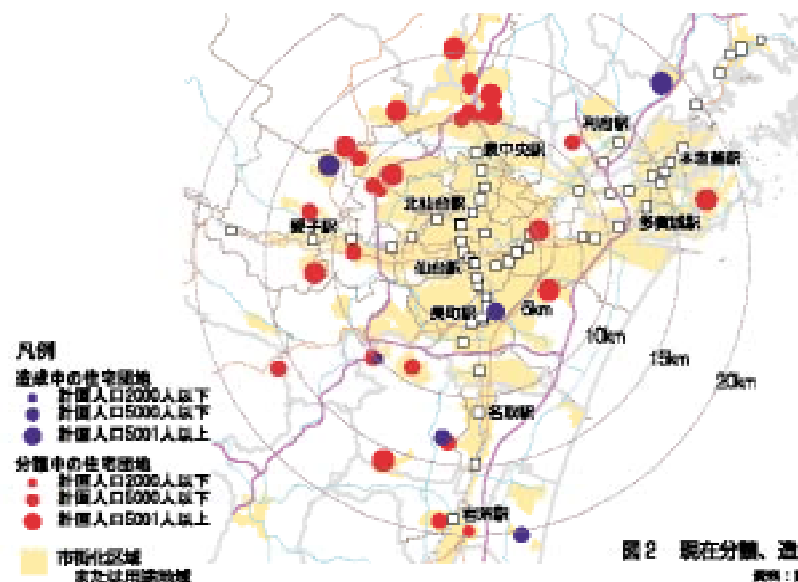 泉中央駅
利府駅
本塩釜駅
北仙台駅
多賀城駅
愛子駅
仙台駅
長町駅
5km
10km
15km
20km
名取駅
岩沼駅
凡例
造成中の住宅団地
計画人口2000人以下
計画人口5000人以下
計画人口5001人以上
分譲中の住宅団地
計画人口2000人以下
計画人口5000人以下
計画人口5001人以上
市街化区域
または用途地域
図2 現在分譲、造
資料: